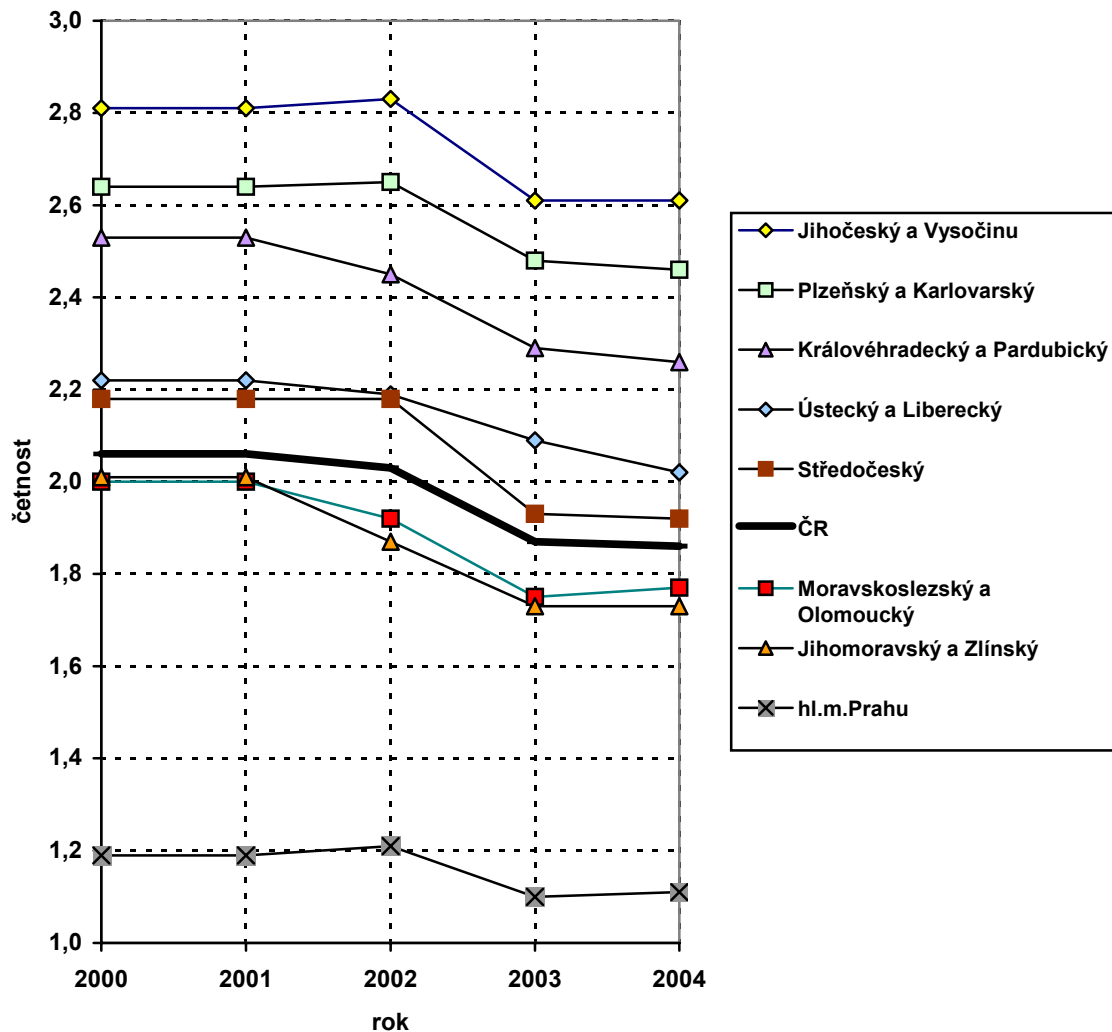 3,0
2,8
2,6
2,4
2,2
2,0
1,8
1,6
1,4
1,2
1,0
četnost
2000 2001 2002 2003 2004
rok
Jihočeský a Vysočinu
Plzeňský a Karlovarský
Královéhradecký a Pardubický
Ústecký a Liberecký
Středočeský
ČR
Moravskoslezský a
Olomoucký
Jihomoravský a Zlínský
hl.m.Prahu